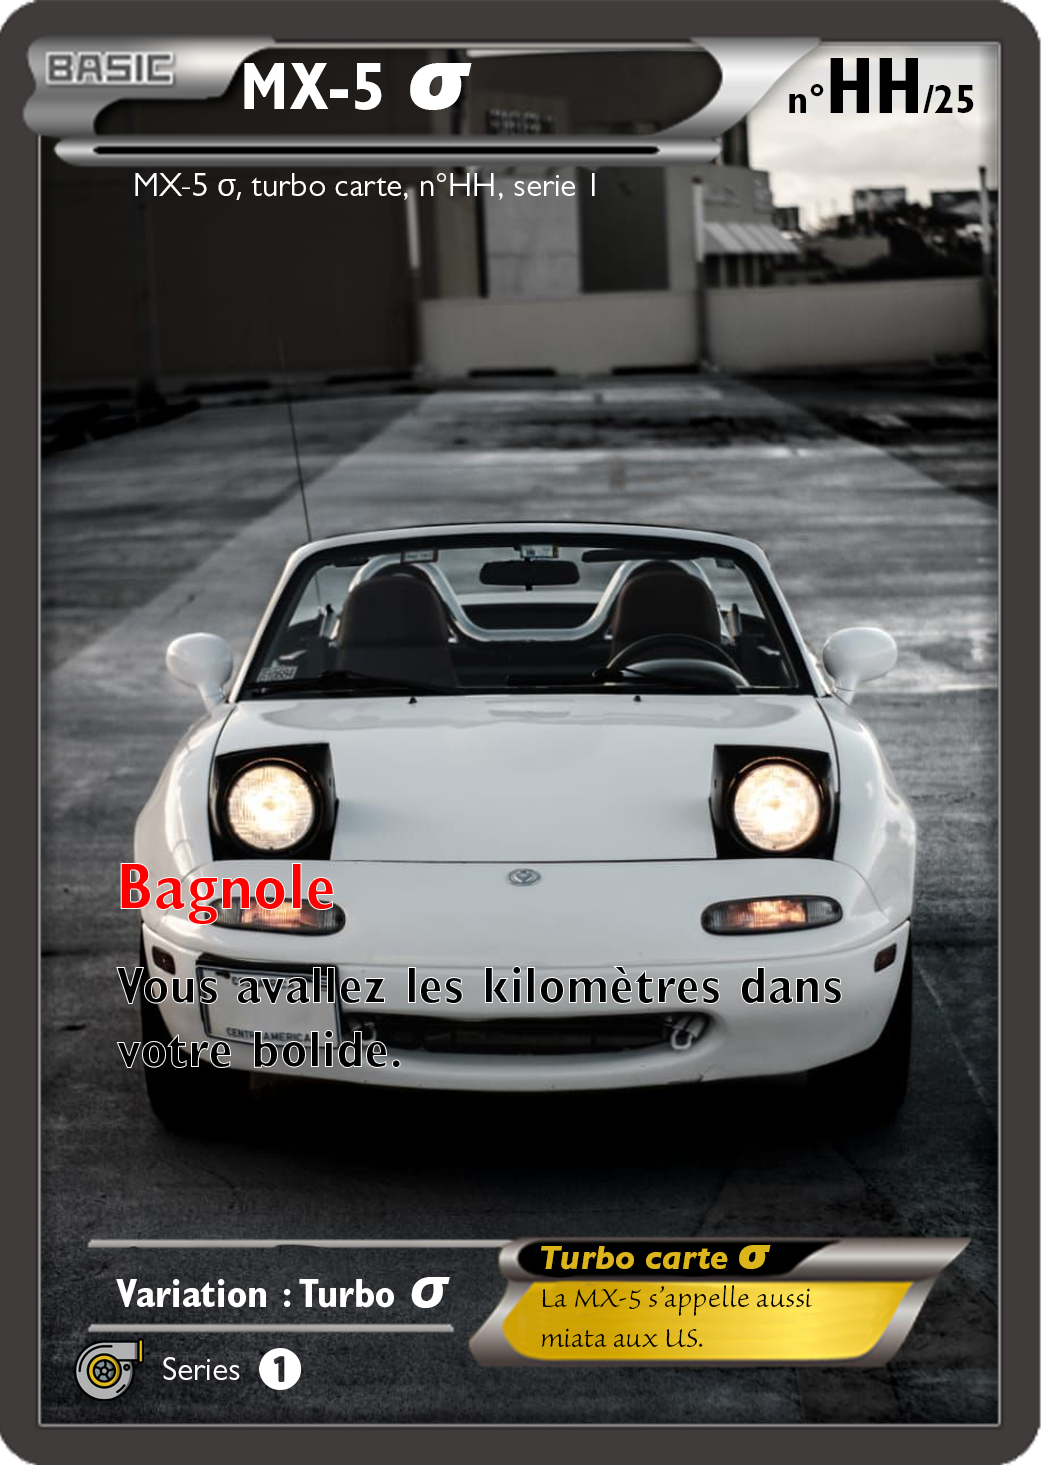 BASIC
MX-5 σ
n°HH/25
MX-5 σ, turbo carte, n°HH, serie 1
Bagnole
Vous avallez les kilomètres dans
votre bolide.
CENTROAMERICA
Turbo carte σ
Variation : Turbo σ
La MX-5 s'appelle aussi
miata aux US.
Series 1